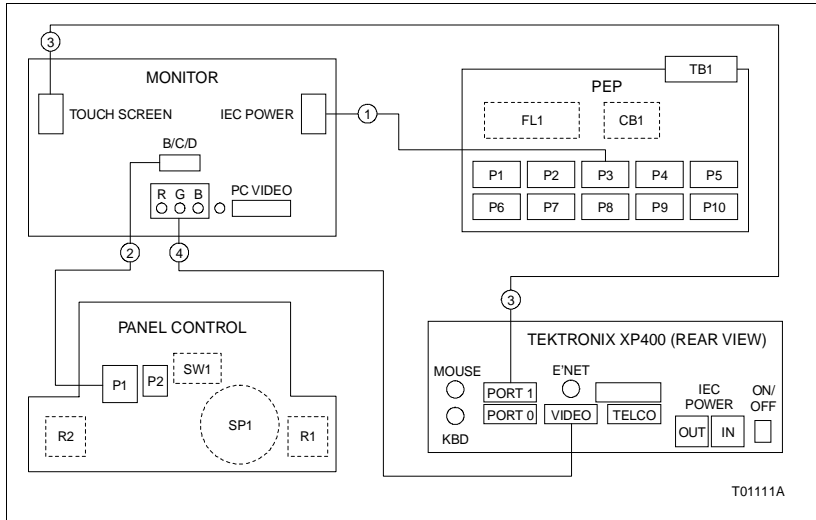 3
MONITOR
TOUCH SCREEN
IEC POWER
1
B/C/D
R G B
PC VIDEO
2
4
TB1
PEP
FL1
CB1
P1 P2 P3 P4 P5
P6 P7 P8 P9 P10
3
PANEL CONTROL
P1
P2
SW1
SP1
R2
R1
TEKTRONIX XP400 (REAR VIEW)
MOUSE
KBD
PORT 1
PORT 0
E'NET
VIDEO
TELCO
IEC
POWER
OUT IN
ON/
OFF
T01111A